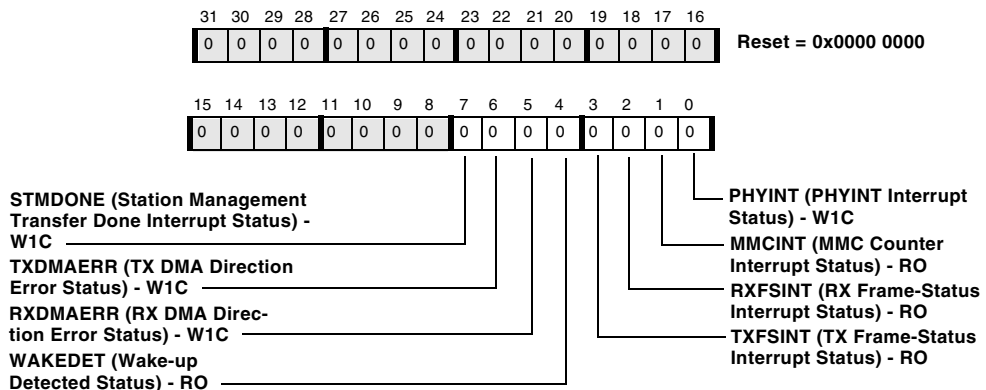 31 30 29 28 27 26 25 24 23 22 21 20 19 18 17 16
0 0 0 0 0 0 0 0 0 0 0 0 0 0 0 0
Reset = 0x0000 0000
15 14 13 12 11 10 9 8 7 6 5 4 3 2 1 0
0 0 0 0 0 0 0 0 0 0 0 0 0 0 0 0
STMDONE (Station Management
Transfer Done Interrupt Status) -
W1C
TXDMAERR (TX DMA Direction
Error Status) - W1C
RXDMAERR (RX DMA Direc-
tion Error Status) - W1C
WAKEDET (Wake-up
Detected Status) - RO
PHYINT (PHYINT Interrupt
Status) - W1C
MMCINT (MMC Counter
Interrupt Status) - RO
RXFSINT (RX Frame-Status
Interrupt Status) - RO
TXFSINT (TX Frame-Status
Interrupt Status) - RO